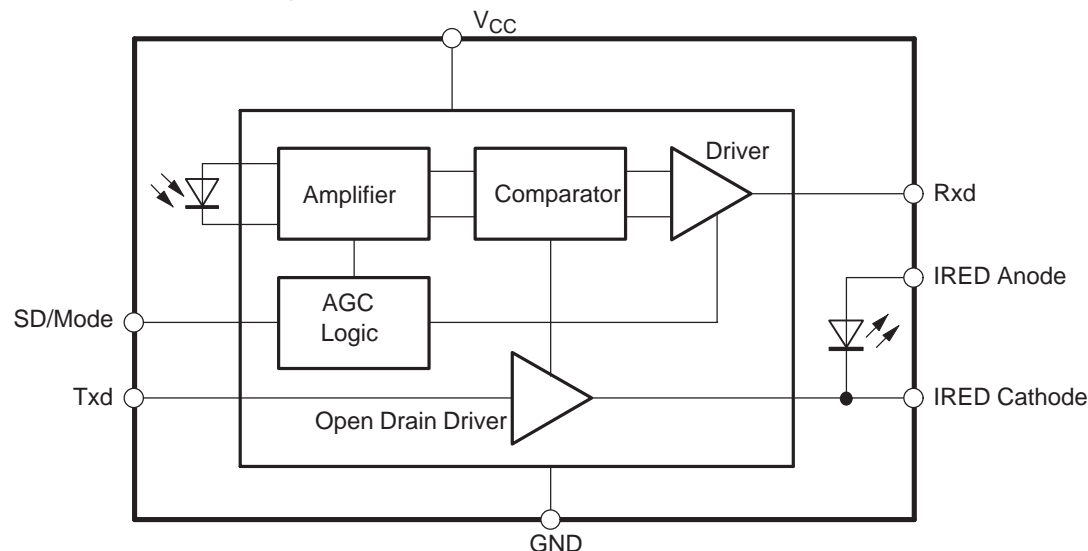 VCC
Driver
Amplifier
Comparator
Rxd
IRED Anode
AGC
Logic
SD/Mode
Txd
Open Drain Driver
IRED Cathode
GND